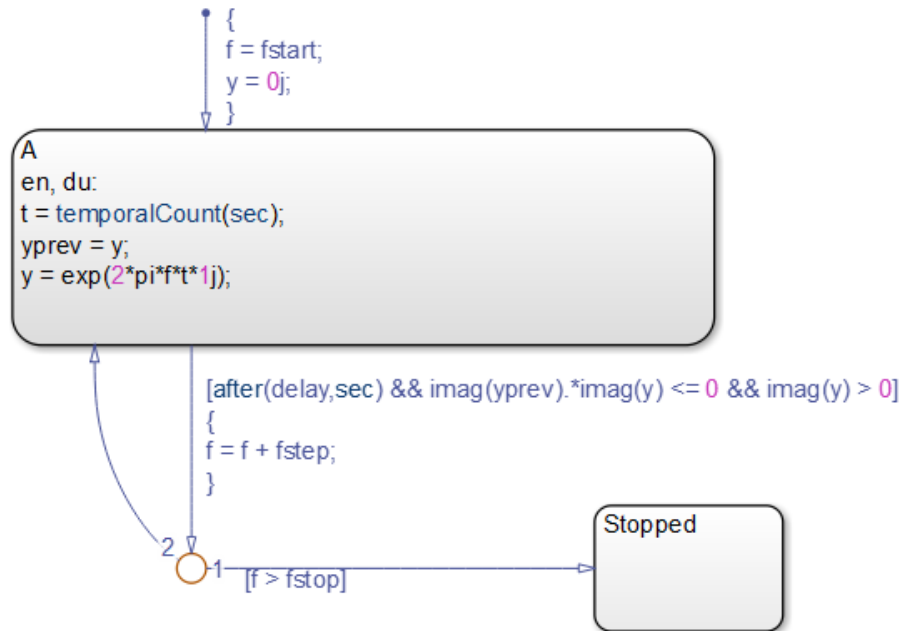 {
f = fstart;
y = 0j;
}
A
en, du:
t = temporalCount(sec);
yprev = y;
y = exp(2*pi*f*t*1j);
[after(delay,sec) && imag(yprev).*imag(y) <= 0 && imag(y) > 0]
{
f = f + fstep;
}
Stopped
2
1
[f > fstop]